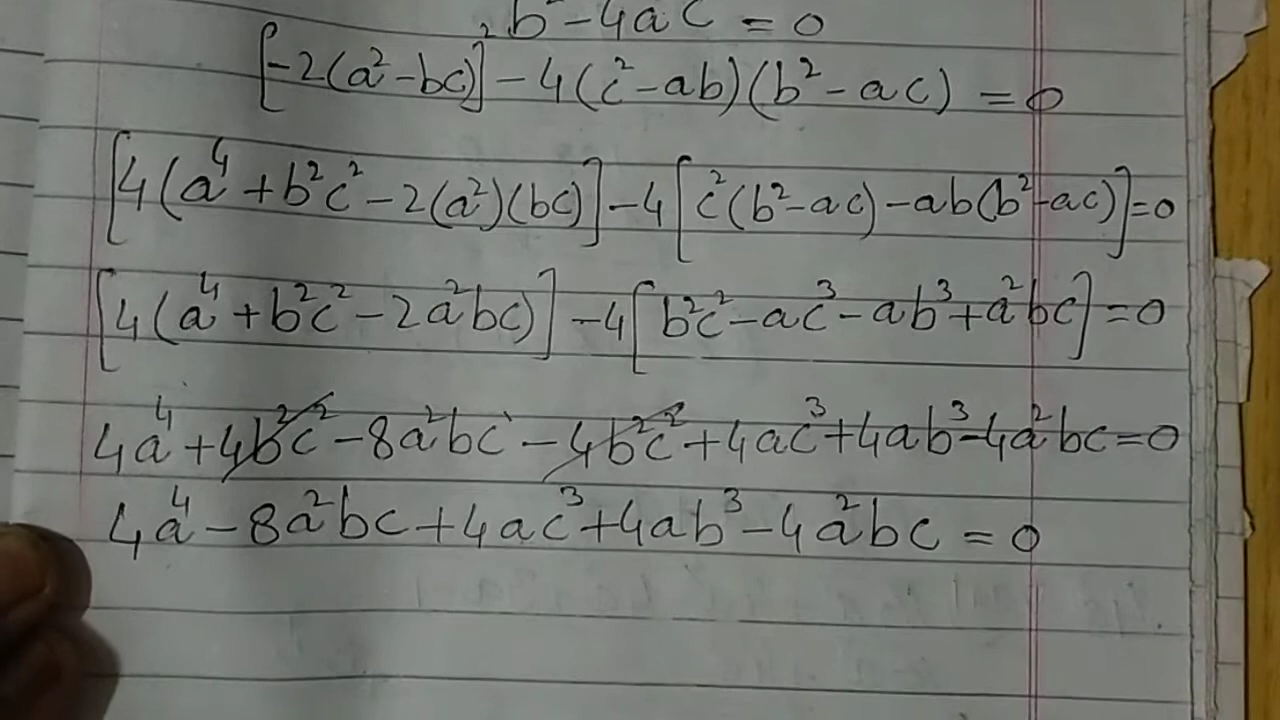 b² - 4ac = 0
[-2(a² - bc)]² - 4(c² - ab)(b² - ac) = 0
[4(a⁴ + b²c² - 2(a²)(bc)] - 4[c²(b² - ac) - ab(b² - ac)] = 0
[4(a⁴ + b²c² - 2a²bc)] - 4[b²c² - ac³ - ab³ + a²bc] = 0
4a⁴ + 4b²c² - 8a²bc - 4b²c² + 4ac³ + 4ab³ - 4a²bc = 0
4a⁴ - 8a²bc + 4ac³ + 4ab³ - 4a²bc = 0